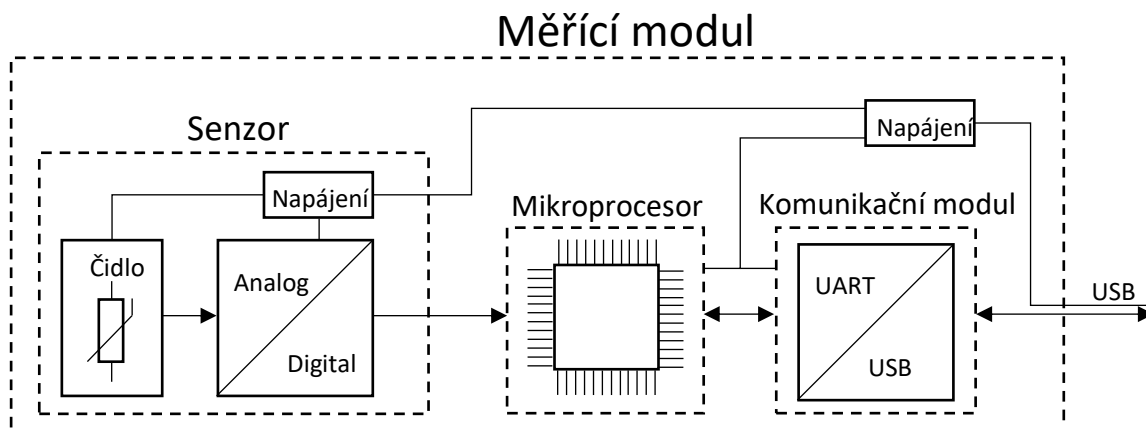 Měřící modul
Senzor
Napájení
Napájení
Mikroprocesor
Komunikační modul
Čidlo
Analog
Digital
UART
USB
USB